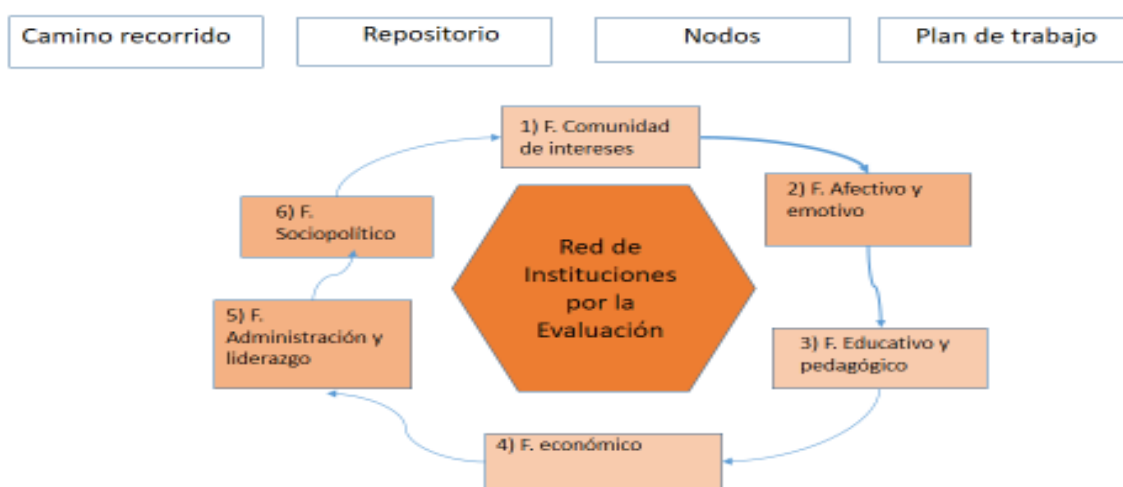 Camino recorrido
Repositorio
Nodos
Plan de trabajo
1) F. Comunidad
de intereses
2) F. Afectivo y
emotivo
3) F. Educativo y
pedagógico
4) F. económico
5) F.
Administración y
liderazgo
6) F.
Sociopolítico
Red de
Instituciones
por la
Evaluación